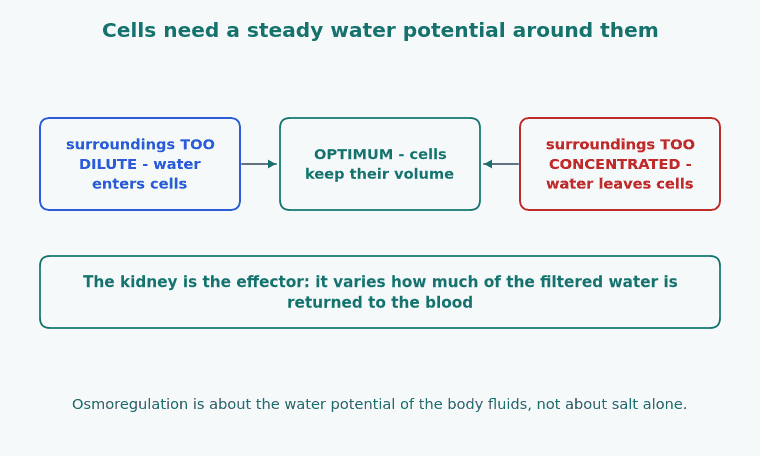 Cells need a steady water potential around them
surroundings TOO
DILUTE - water
enters cells
OPTIMUM - cells
keep their volume
surroundings TOO
CONCENTRATED -
water leaves cells
The kidney is the effector: it varies how much of the filtered water is
returned to the blood
Osmoregulation is about the water potential of the body fluids, not about salt alone.